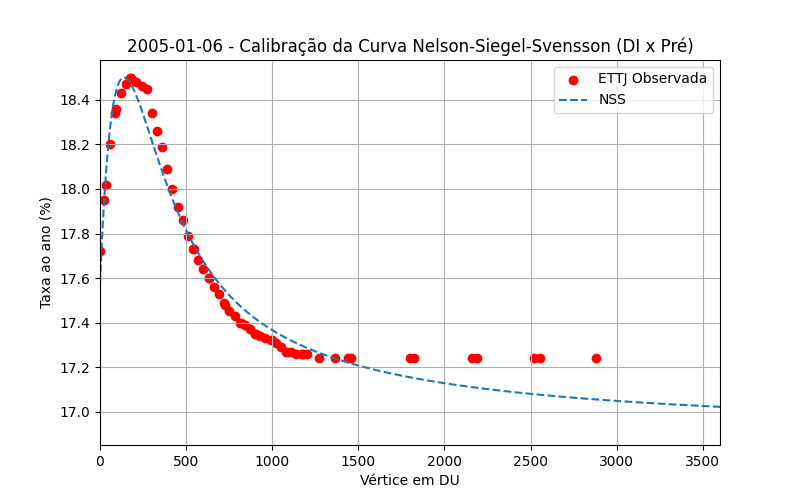 2005-01-06 - Calibração da Curva Nelson-Siegel-Svensson (DI x Pré)
ETTJ Observada
NSS
Taxa ao ano (%)
18.4
18.2
18.0
17.8
17.6
17.4
17.2
17.0
0 500 1000 1500 2000 2500 3000 3500
Vértice em DU